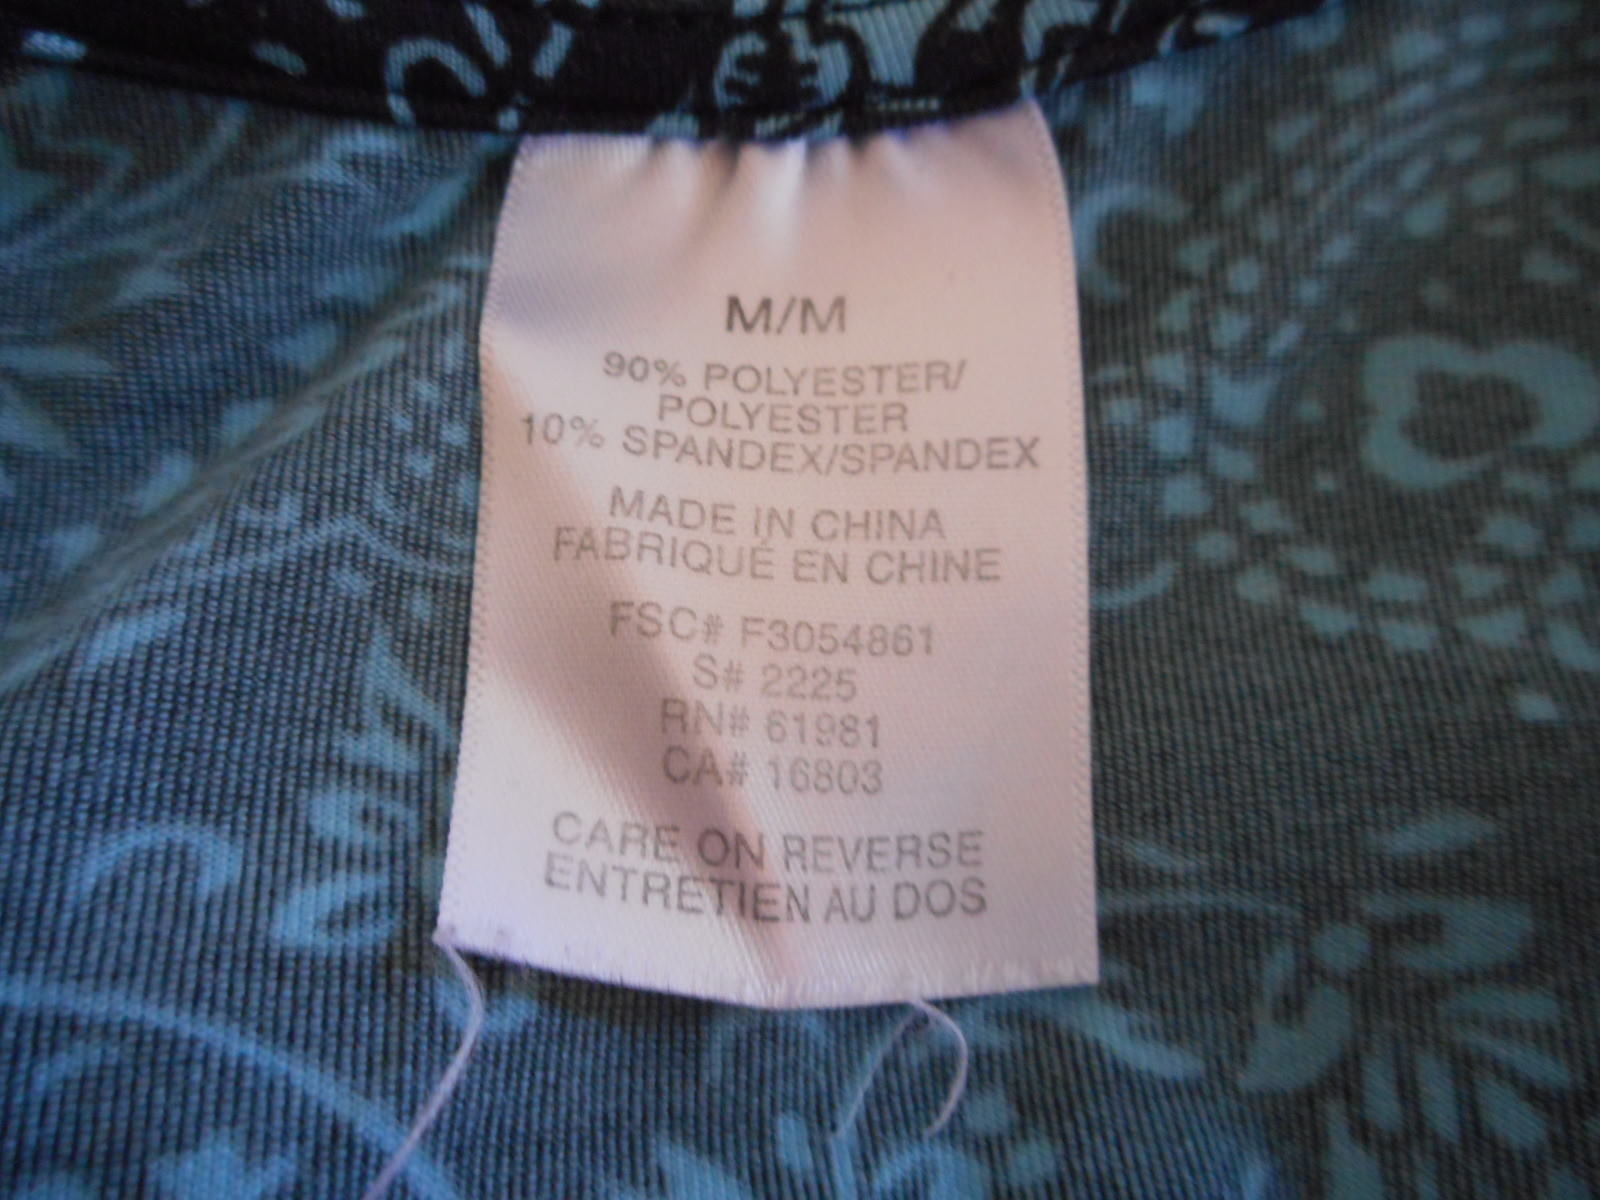 M/M
90% POLYESTER/
POLYESTER
10% SPANDEX/SPANDEX
MADE IN CHINA
FABRIQUÉ EN CHINE
FSC# F3054861
S# 2225
RN# 61981
CA# 16803
CARE ON REVERSE
ENTRETIEN AU DOS